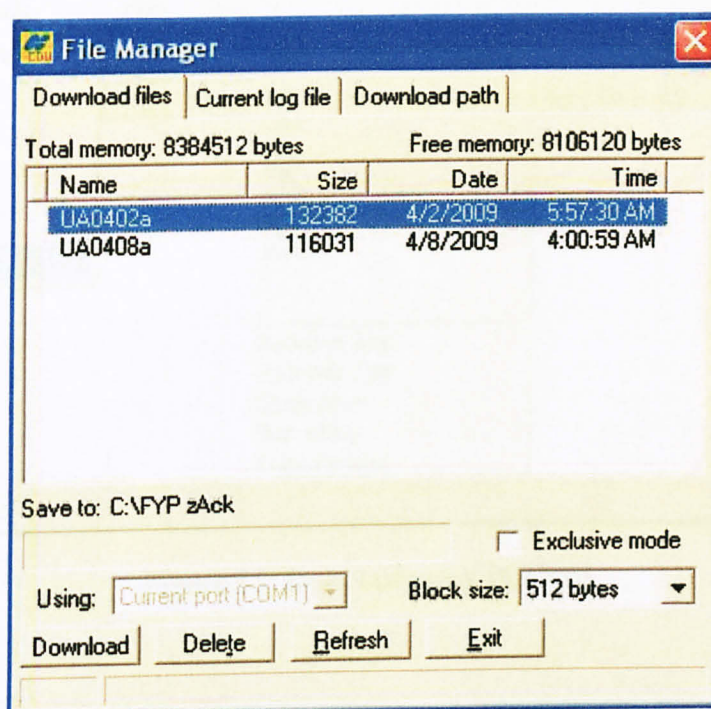 CDU File Manager
Download files Current log file Download path
Total memory: 8384512 bytes Free memory: 8106120 bytes
Name Size Date Time
UA0402a 132382 4/2/2009 5:57:30 AM
UA0408a 116031 4/8/2009 4:00:59 AM
Save to: C:\FYP zAck
Exclusive mode
Using: Current port (COM1) Block size: 512 bytes
Download Delete Refresh Exit